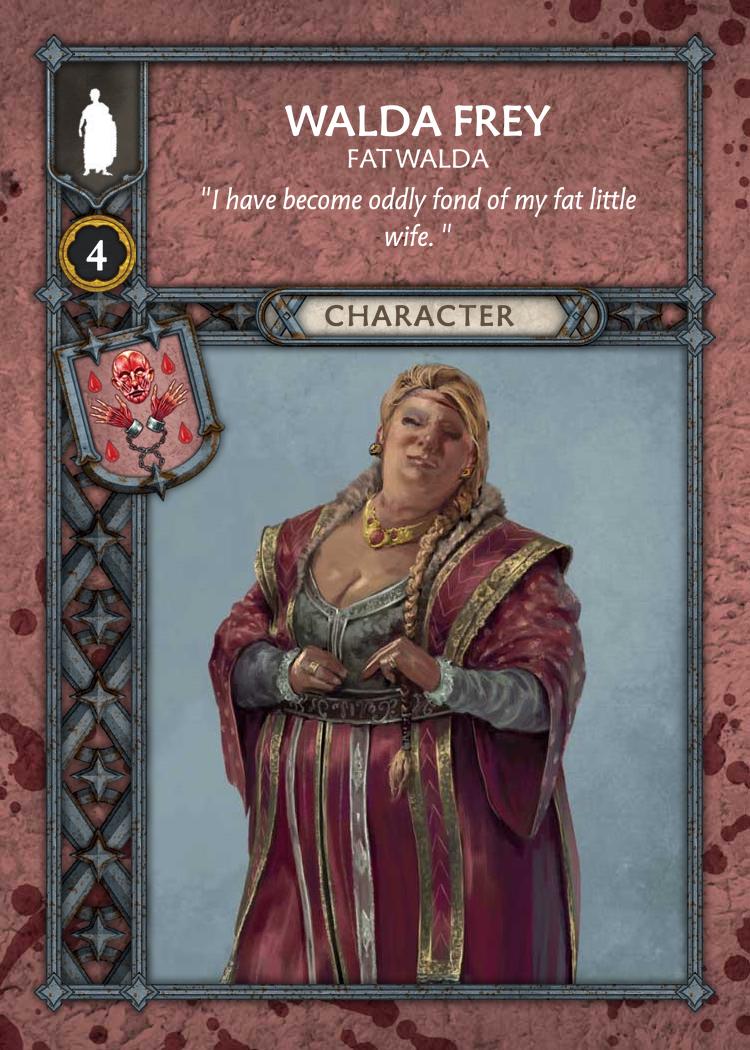 WALDA FREY
FAT WALDA
"I have become oddly fond of my fat little
wife. "
4
CHARACTER